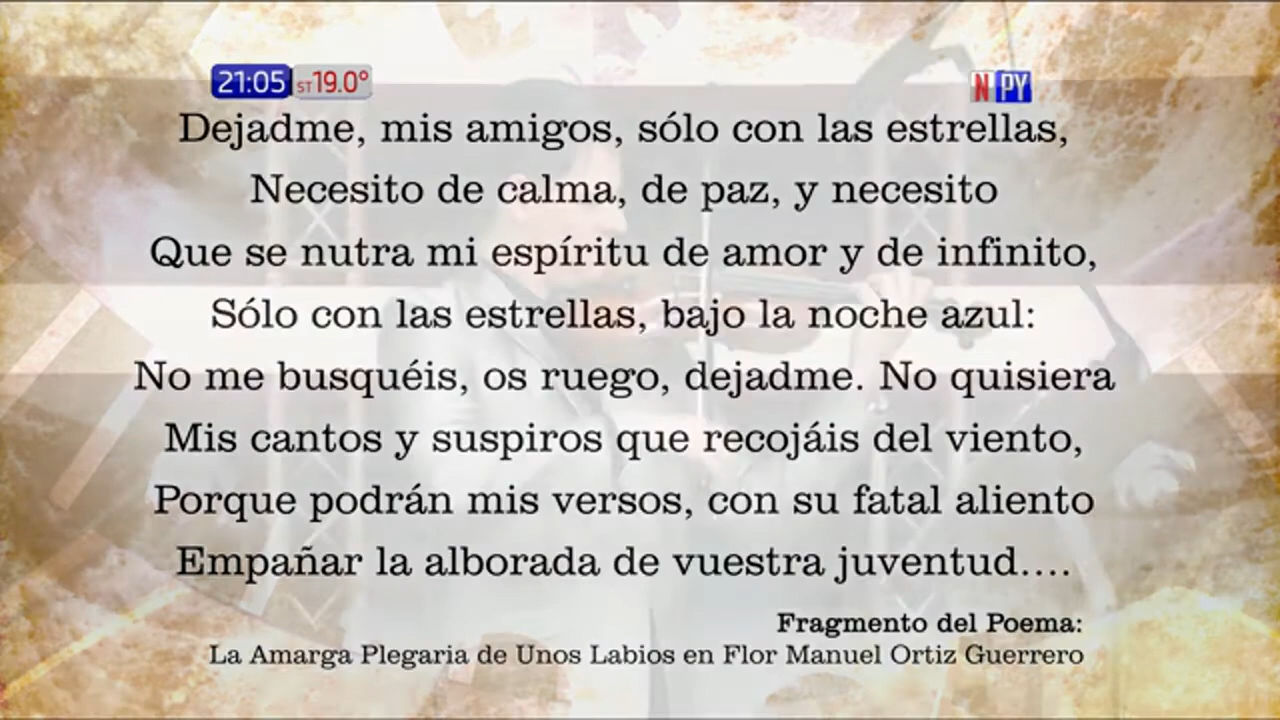 21:05 ST 19.0°
NPY
Dejadme, mis amigos, sólo con las estrellas,
Necesito de calma, de paz, y necesito
Que se nutra mi espíritu de amor y de infinito,
Sólo con las estrellas, bajo la noche azul:
No me busquéis, os ruego, dejadme. No quisiera
Mis cantos y suspiros que recojáis del viento,
Porque podrán mis versos, con su fatal aliento
Empañar la alborada de vuestra juventud....
Fragmento del Poema:
La Amarga Plegaria de Unos Labios en Flor Manuel Ortiz Guerrero